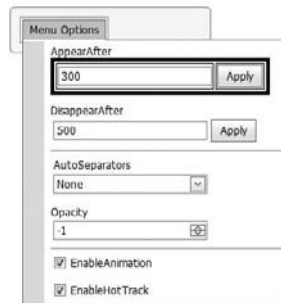 Menu Options
AppearAfter
300 Apply
DisappearAfter
500 Apply
AutoSeparators
None
Opacity
-1
EnableAnimation
EnableHotTrack